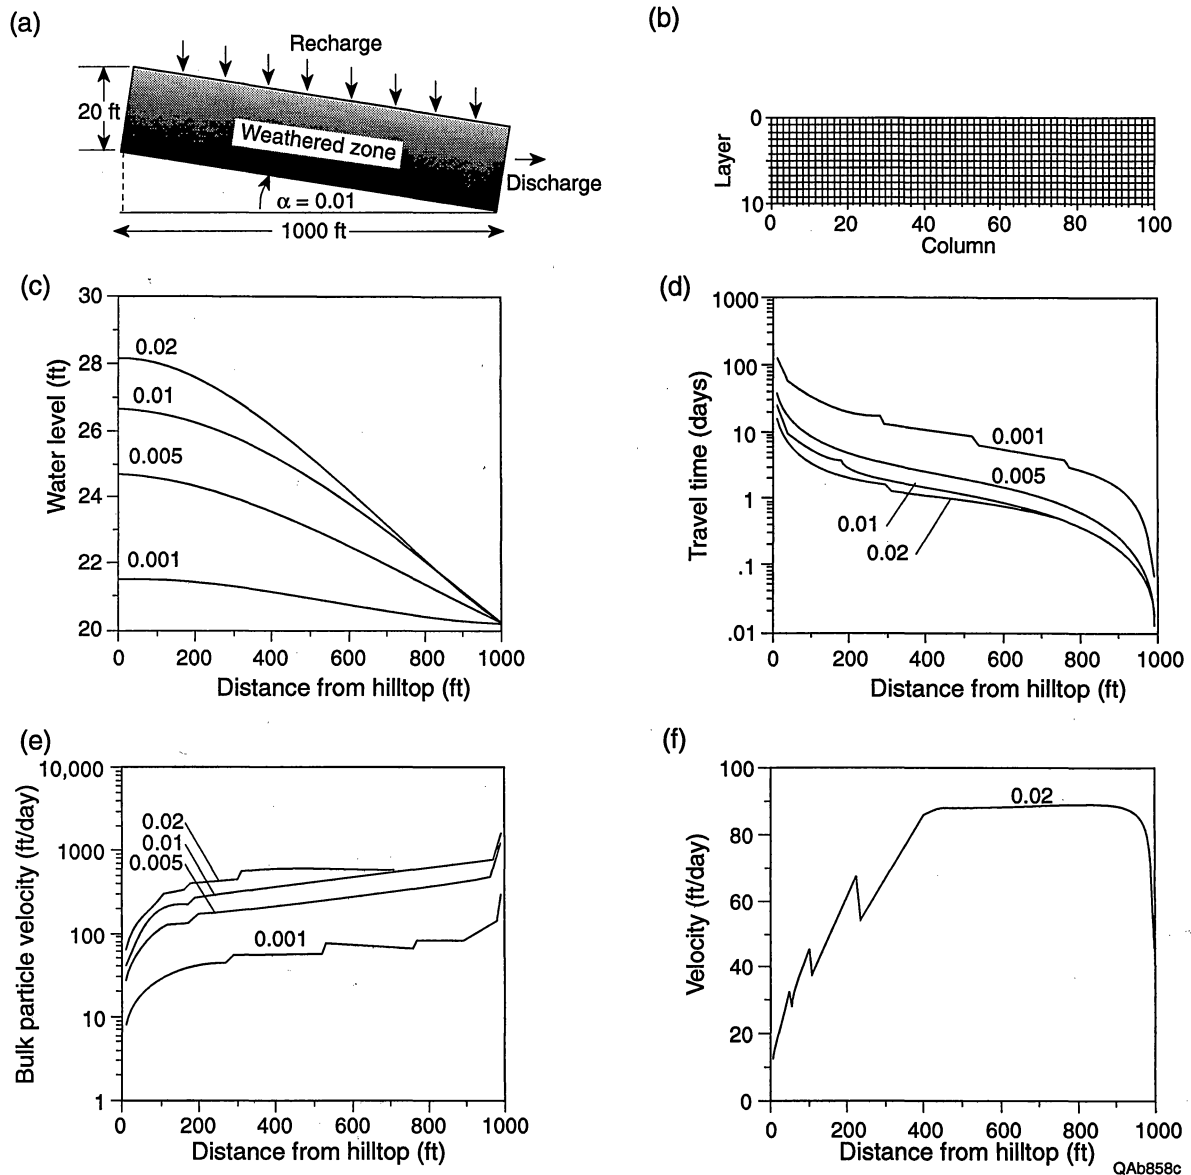 (a)
Recharge
20 ft
Weathered zone
Discharge
α = 0.01
1000 ft
(b)
Layer
0
10
0 20 40 60 80 100
Column
(c)
Water level (ft)
30
28
26
24
22
20
0.02
0.01
0.005
0.001
0 200 400 600 800 1000
Distance from hilltop (ft)
(d)
Travel time (days)
1000
100
10
1
.1
.01
0.001
0.005
0.01
0.02
0 200 400 600 800 1000
Distance from hilltop (ft)
(e)
Bulk particle velocity (ft/day)
10,000
1000
100
10
1
0.02
0.01
0.005
0.001
0 200 400 600 800 1000
Distance from hilltop (ft)
(f)
Velocity (ft/day)
100
80
60
40
20
0
0.02
0 200 400 600 800 1000
Distance from hilltop (ft)
QAb858c